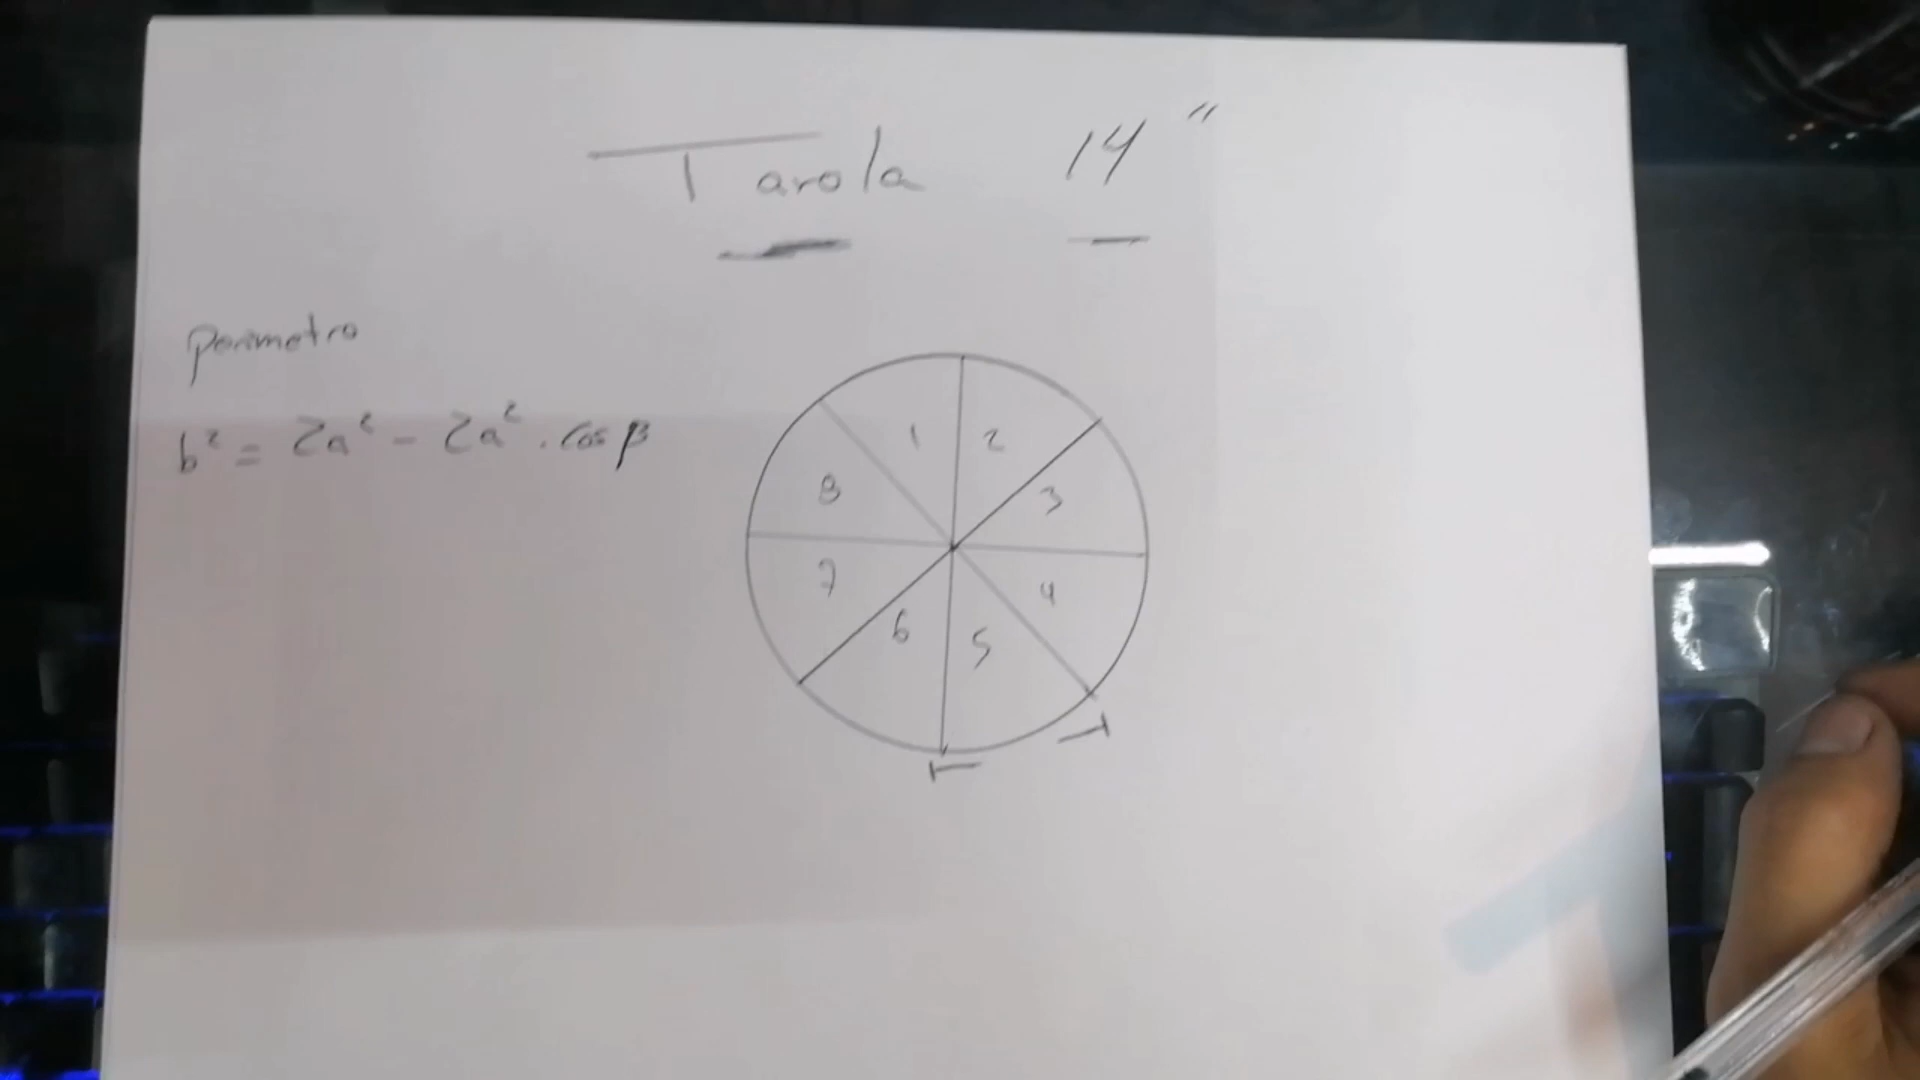 Tarola 14"
perimetro
b² = 2a² - 2a² . cos β
1 2
8 3
7 4
6 5